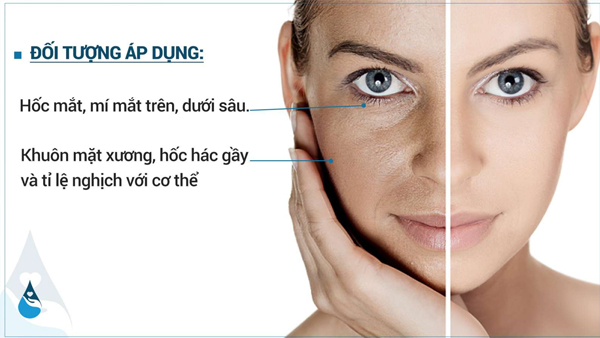 ĐỐI TƯỢNG ÁP DỤNG:
Hốc mắt, mí mắt trên, dưới sâu.
Khuôn mặt xương, hốc hác gầy
và tỉ lệ nghịch với cơ thể